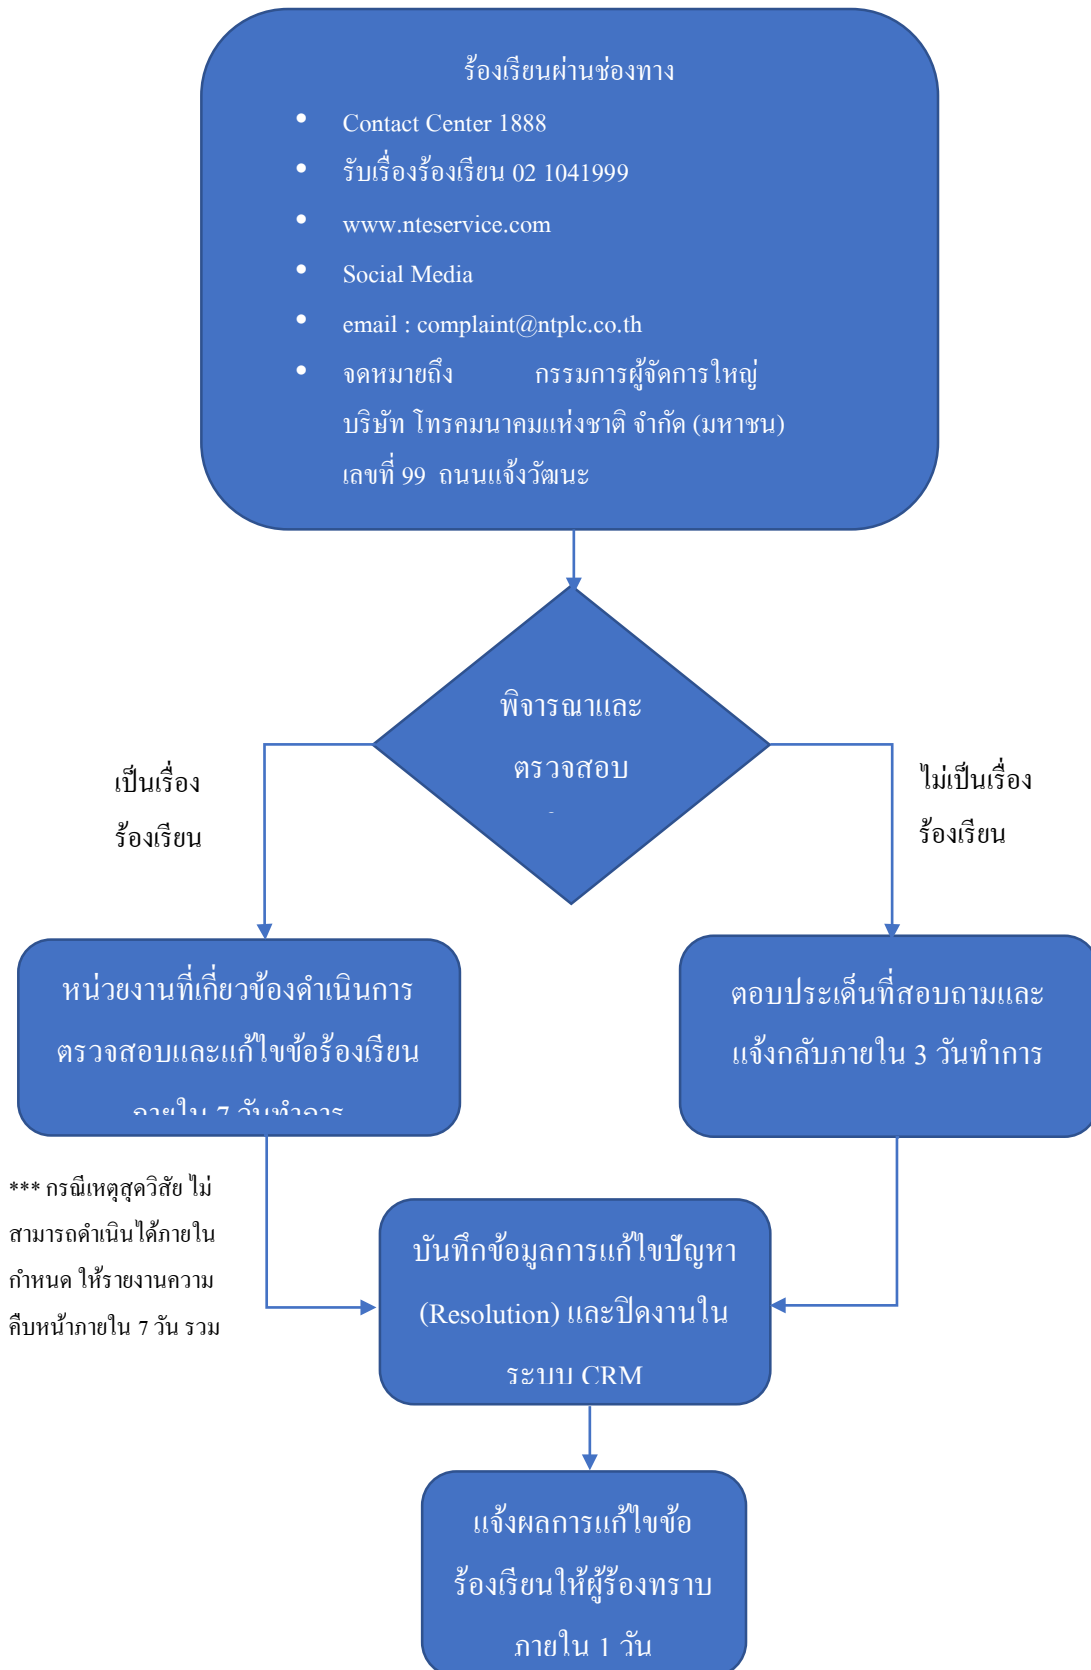 ร้องเรียนผ่านช่องทาง
• Contact Center 1888
• รับเรื่องร้องเรียน 02 1041999
• www.nteservice.com
• Social Media
• email : complaint@ntplc.co.th
• จดหมายถึง กรรมการผู้จัดการใหญ่
บริษัท โทรคมนาคมแห่งชาติ จำกัด (มหาชน)
เลขที่ 99 ถนนแจ้งวัฒนะ
พิจารณาและ
ตรวจสอบ
เป็นเรื่อง
ร้องเรียน
ไม่เป็นเรื่อง
ร้องเรียน
หน่วยงานที่เกี่ยวข้องดำเนินการ
ตรวจสอบและแก้ไขข้อร้องเรียน
ภายใน 7 วันทำการ
ตอบประเด็นที่สอบถามและ
แจ้งกลับภายใน 3 วันทำการ
*** กรณีเหตุสุดวิสัย ไม่
สามารถดำเนินได้ภายใน
กำหนด ให้รายงานความ
คืบหน้าภายใน 7 วัน รวม
บันทึกข้อมูลการแก้ไขปัญหา
(Resolution) และปิดงานใน
ระบบ CRM
แจ้งผลการแก้ไขข้อ
ร้องเรียนให้ผู้ร้องทราบ
ภายใน 1 วัน